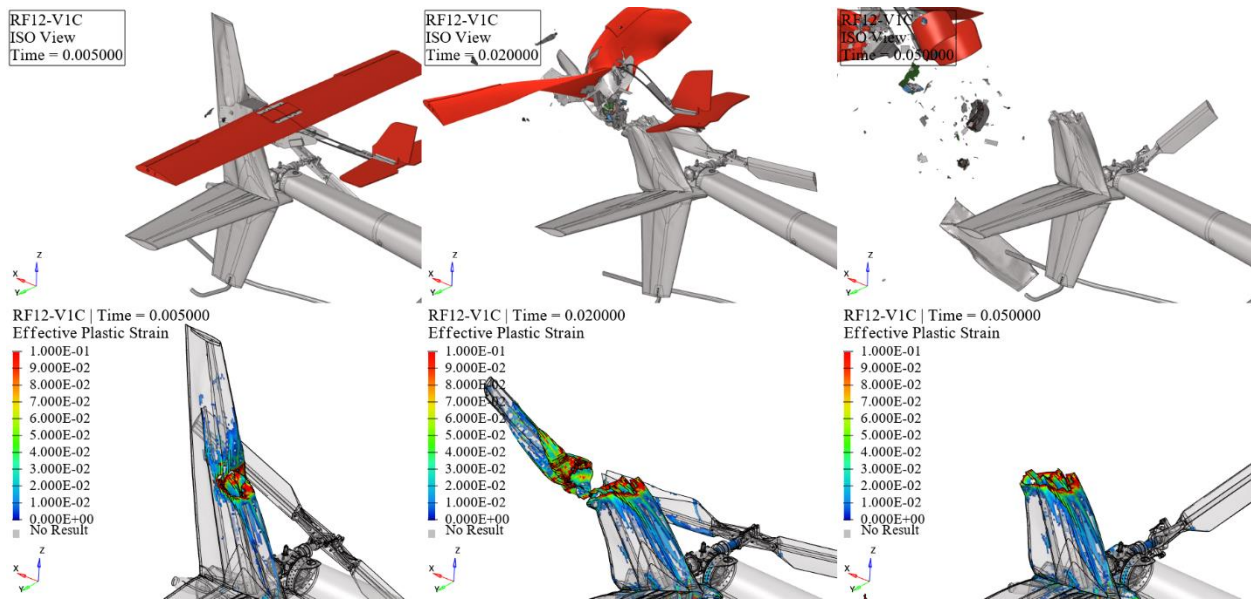 RF12-V1C
ISO View
Time = 0.005000
RF12-V1C
ISO View
Time = 0.020000
RF12-V1C
ISO View
Time = 0.050000
X
Y
Z
X
Y
Z
X
Y
Z
RF12-V1C | Time = 0.005000
Effective Plastic Strain
1.000E-01
9.000E-02
8.000E-02
7.000E-02
6.000E-02
5.000E-02
4.000E-02
3.000E-02
2.000E-02
1.000E-02
0.000E+00
No Result
Z
X
Y
RF12-V1C | Time = 0.020000
Effective Plastic Strain
1.000E-01
9.000E-02
8.000E-02
7.000E-02
6.000E-02
5.000E-02
4.000E-02
3.000E-02
2.000E-02
1.000E-02
0.000E+00
No Result
Z
X
Y
RF12-V1C | Time = 0.050000
Effective Plastic Strain
1.000E-01
9.000E-02
8.000E-02
7.000E-02
6.000E-02
5.000E-02
4.000E-02
3.000E-02
2.000E-02
1.000E-02
0.000E+00
No Result
Z
X
Y